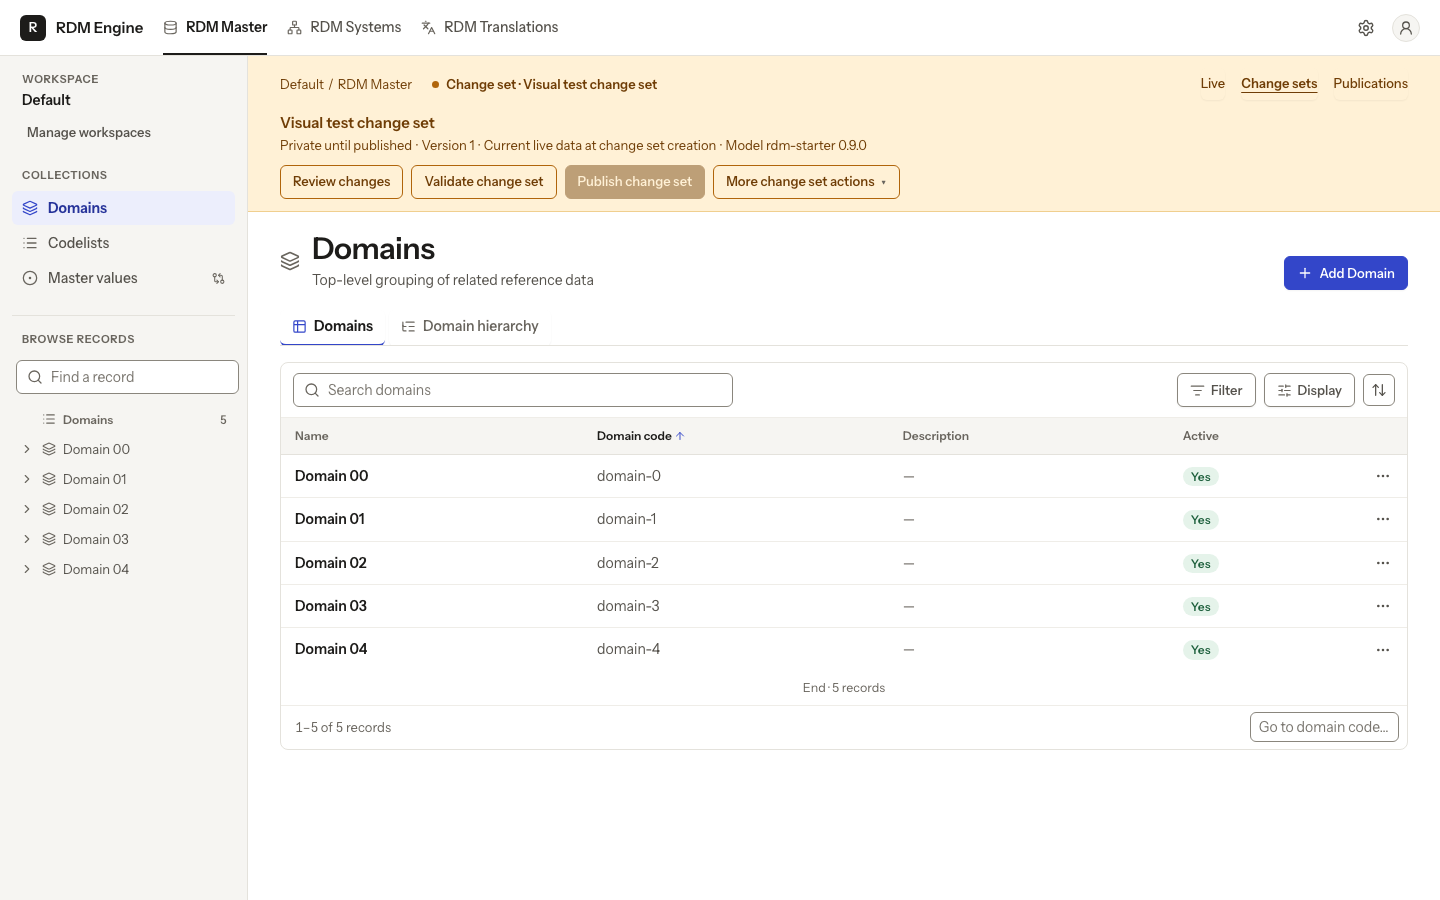 R RDM Engine RDM Master RDM Systems RDM Translations
WORKSPACE
Default
Manage workspaces
COLLECTIONS
Domains
Codelists
Master values
BROWSE RECORDS
Find a record
Domains 5
Domain 00
Domain 01
Domain 02
Domain 03
Domain 04
Default / RDM Master Change set · Visual test change set
Live Change sets Publications
Visual test change set
Private until published · Version 1 · Current live data at change set creation · Model rdm-starter 0.9.0
Review changes Validate change set Publish change set More change set actions
Domains
Top-level grouping of related reference data
Add Domain
Domains Domain hierarchy
Search domains Filter Display
Name Domain code Description Active
Domain 00 domain-0 — Yes
Domain 01 domain-1 — Yes
Domain 02 domain-2 — Yes
Domain 03 domain-3 — Yes
Domain 04 domain-4 — Yes
End · 5 records
1–5 of 5 records Go to domain code...